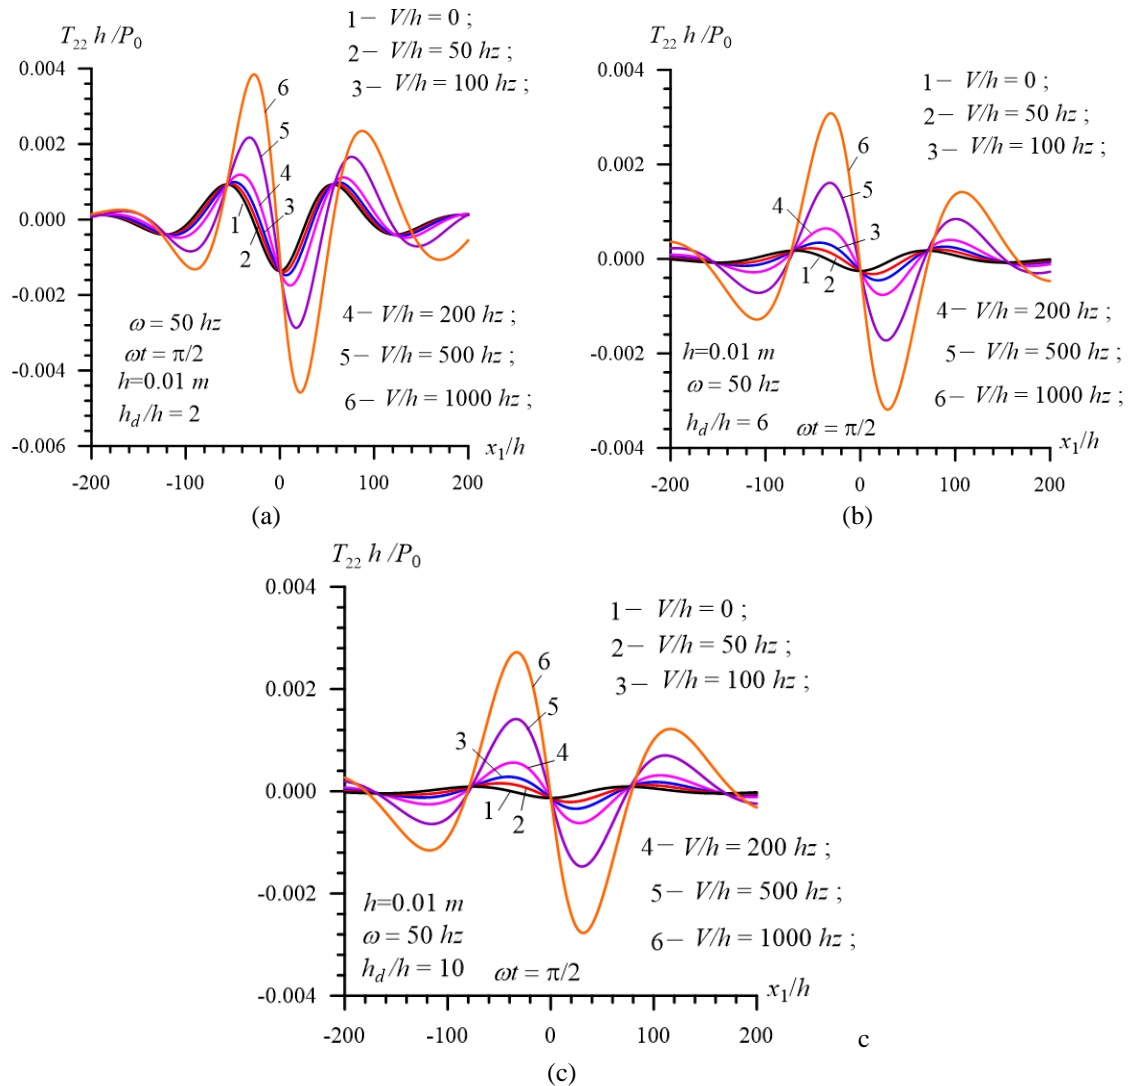 T₂₂ h /P₀
1– V/h = 0 ;
2– V/h = 50 hz ;
3– V/h = 100 hz ;
0.004
0.002
0.000
-0.002
-0.004
-0.006
6
5
4
3
1
2
ω = 50 hz
ωt = π/2
h=0.01 m
h_d/h = 2
4– V/h = 200 hz ;
5– V/h = 500 hz ;
6– V/h = 1000 hz ;
x₁/h
-200 -100 0 100 200
(a)
T₂₂ h /P₀
1– V/h = 0 ;
2– V/h = 50 hz ;
3– V/h = 100 hz ;
0.004
0.002
0.000
-0.002
-0.004
6
5
4
3
1 2
h=0.01 m
ω = 50 hz
h_d/h = 6 ωt = π/2
4– V/h = 200 hz ;
5– V/h = 500 hz ;
6– V/h = 1000 hz ;
x₁/h
-200 -100 0 100 200
(b)
T₂₂ h /P₀
1– V/h = 0 ;
2– V/h = 50 hz ;
3– V/h = 100 hz ;
0.004
0.002
0.000
-0.002
-0.004
6
5
3 4
1 2
h=0.01 m
ω = 50 hz
h_d/h = 10 ωt = π/2
4– V/h = 200 hz ;
5– V/h = 500 hz ;
6– V/h = 1000 hz ;
x₁/h
-200 -100 0 100 200
c
(c)